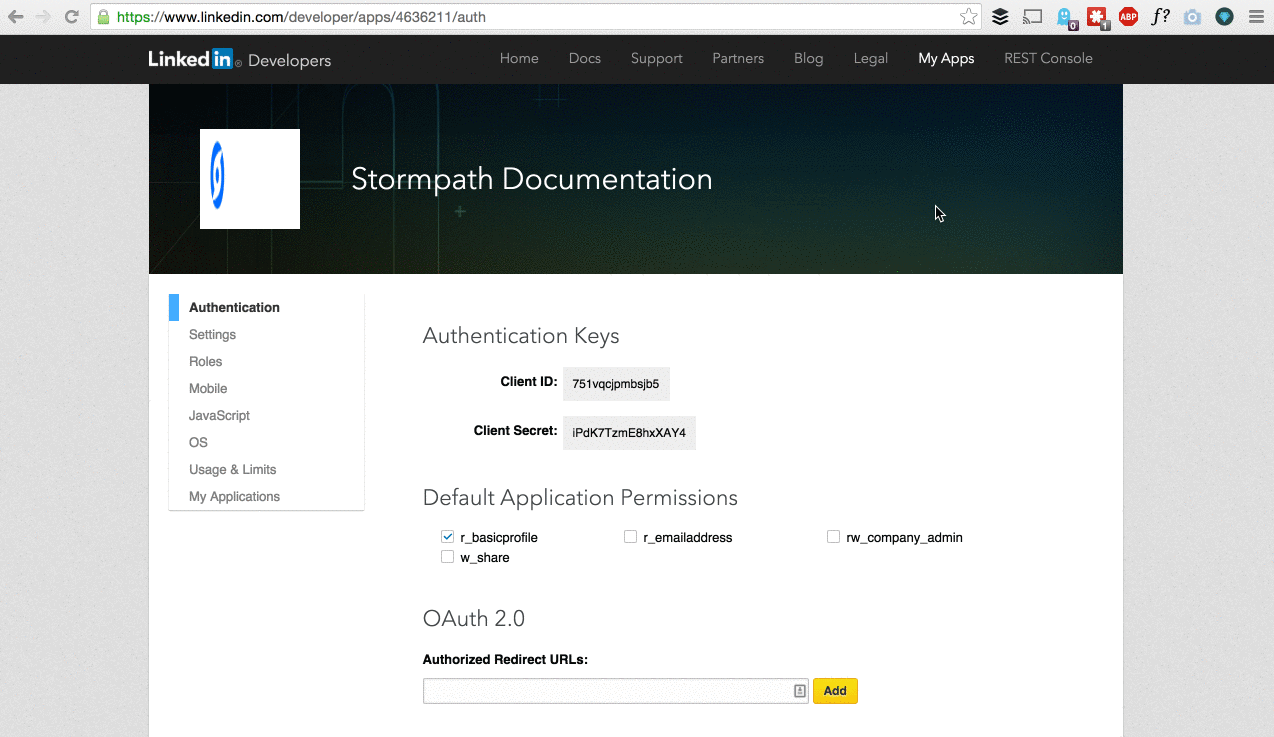 https://www.linkedin.com/developer/apps/4636211/auth
0 1 ABP f?
Linked in ® Developers Home Docs Support Partners Blog Legal My Apps REST Console
Stormpath Documentation
Authentication
Settings
Roles
Mobile
JavaScript
OS
Usage & Limits
My Applications
Authentication Keys
Client ID: 751vqcjpmbsjb5
Client Secret: iPdK7TzmE8hxXAY4
Default Application Permissions
r_basicprofile r_emailaddress rw_company_admin
w_share
OAuth 2.0
Authorized Redirect URLs:
Add